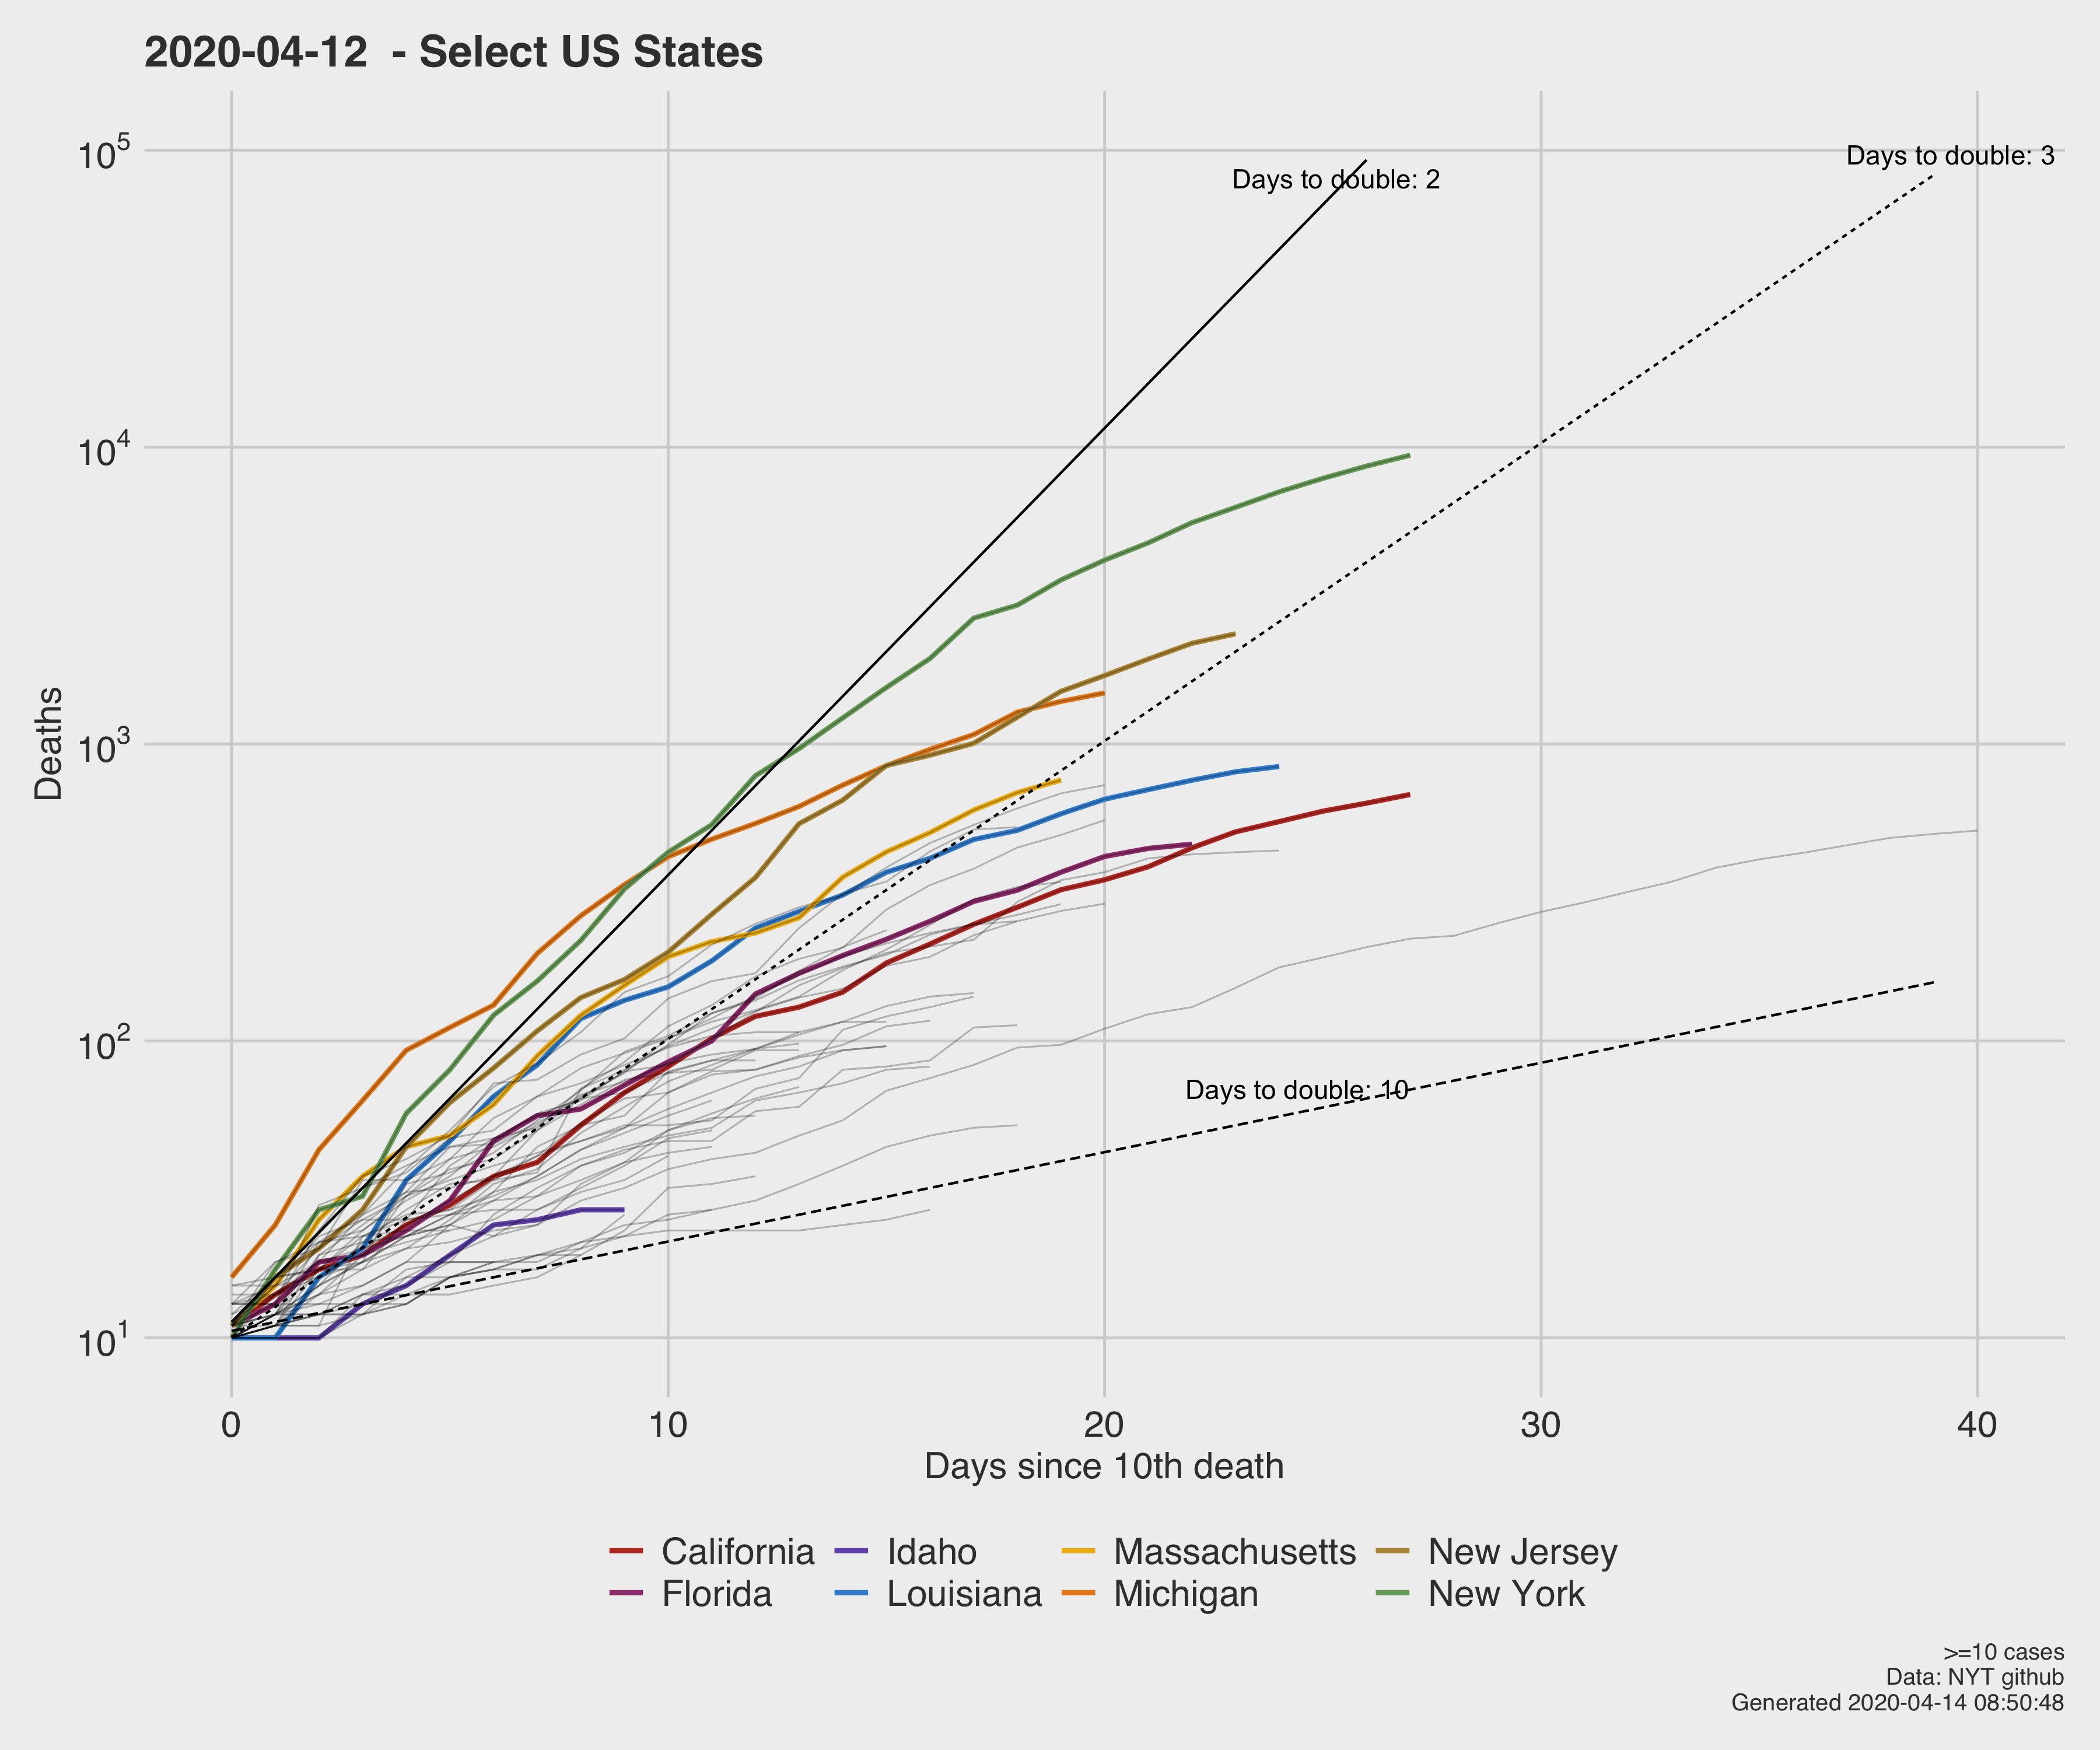 2020-04-12  - Select US States
Days to double: 2
Days to double: 3
Days to double: 10
Deaths
10^5
10^4
10^3
10^2
10^1
0 10 20 30 40
Days since 10th death
California Idaho Massachusetts New Jersey
Florida Louisiana Michigan New York
>=10 cases
Data: NYT github
Generated 2020-04-14 08:50:48